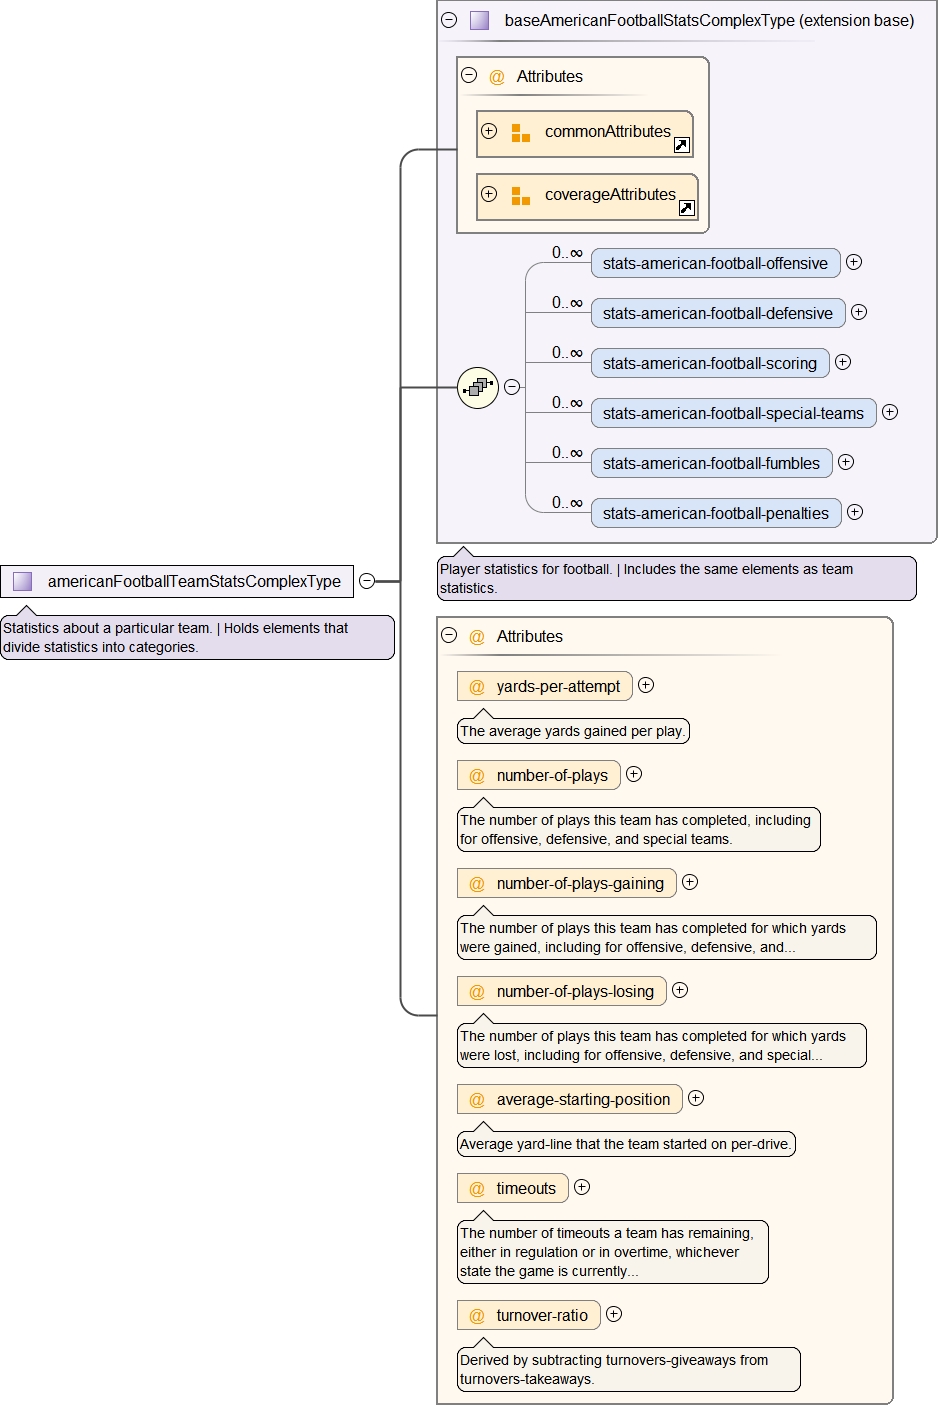 baseAmericanFootballStatsComplexType (extension base)
@ Attributes
commonAttributes
coverageAttributes
0..∞
stats-american-football-offensive
0..∞
stats-american-football-defensive
0..∞
stats-american-football-scoring
0..∞
stats-american-football-special-teams
0..∞
stats-american-football-fumbles
0..∞
stats-american-football-penalties
Player statistics for football. | Includes the same elements as team
statistics.
americanFootballTeamStatsComplexType
Statistics about a particular team. | Holds elements that
divide statistics into categories.
@ Attributes
@ yards-per-attempt
The average yards gained per play.
@ number-of-plays
The number of plays this team has completed, including
for offensive, defensive, and special teams.
@ number-of-plays-gaining
The number of plays this team has completed for which yards
were gained, including for offensive, defensive, and...
@ number-of-plays-losing
The number of plays this team has completed for which yards
were lost, including for offensive, defensive, and special...
@ average-starting-position
Average yard-line that the team started on per-drive.
@ timeouts
The number of timeouts a team has remaining,
either in regulation or in overtime, whichever
state the game is currently...
@ turnover-ratio
Derived by subtracting turnovers-giveaways from
turnovers-takeaways.